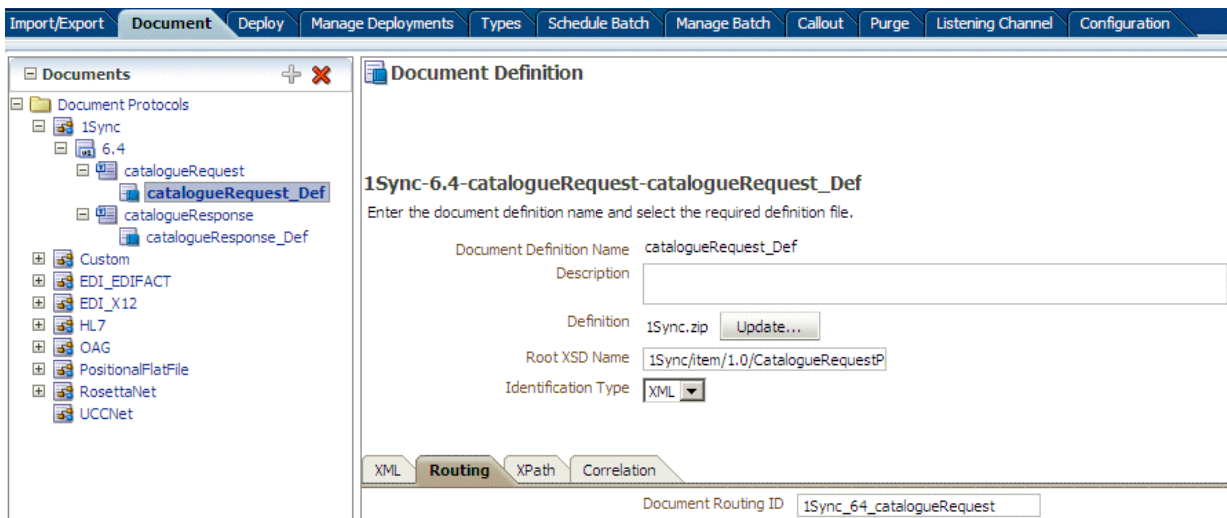 Import/Export Document Deploy Manage Deployments Types Schedule Batch Manage Batch Callout Purge Listening Channel Configuration
Documents
Document Protocols
1Sync
6.4
catalogueRequest
catalogueRequest_Def
catalogueResponse
catalogueResponse_Def
Custom
EDI_EDIFACT
EDI_X12
HL7
OAG
PositionalFlatFile
RosettaNet
UCCNet
Document Definition
1Sync-6.4-catalogueRequest-catalogueRequest_Def
Enter the document definition name and select the required definition file.
Document Definition Name catalogueRequest_Def
Description
Definition 1Sync.zip Update...
Root XSD Name 1Sync/item/1.0/CatalogueRequestP
Identification Type XML
XML Routing XPath Correlation
Document Routing ID 1Sync_64_catalogueRequest